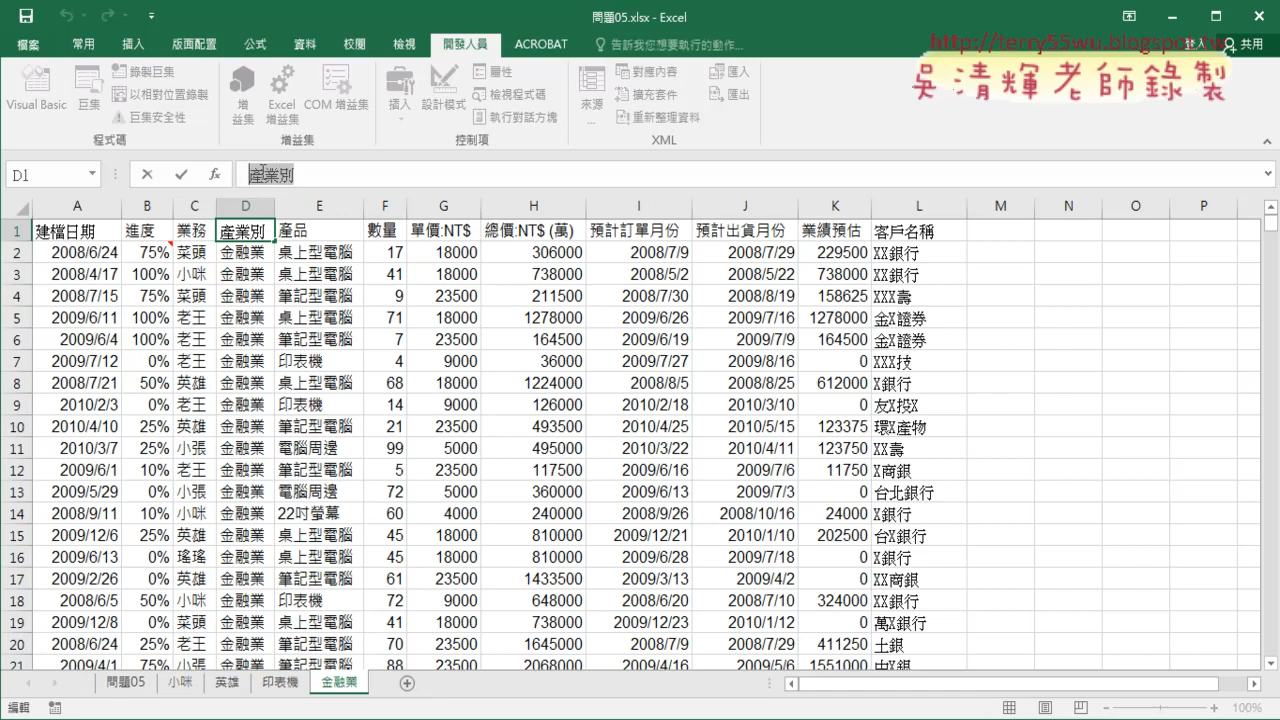 問題05.xlsx - Excel
http://terry55wu.blogspot.tw
吳清輝老師錄製
檔案 常用 插入 版面配置 公式 資料 校閱 檢視 開發人員 ACROBAT 告訴我您想要執行的動作... 登入 共用
Visual Basic 巨集 錄製巨集 以相對位置錄製 巨集安全性 程式碼
增益集 Excel 增益集 COM 增益集 增益集
插入 設計模式 屬性 檢視程式碼 執行對話方塊 控制項
來源... 對應內容 擴充套件 重新整理資料 匯入 匯出 XML
D1 fx 產業別
A B C D E F G H I J K L M N O P
1 建檔日期 進度 業務 產業別 產品 數量 單價:NT$ 總價:NT$ (萬) 預計訂單月份 預計出貨月份 業績預估 客戶名稱
2 2008/6/24 75% 菜頭 金融業 桌上型電腦 17 18000 306000 2008/7/9 2008/7/29 229500 XX銀行
3 2008/4/17 100% 小咪 金融業 桌上型電腦 41 18000 738000 2008/5/2 2008/5/22 738000 XX銀行
4 2008/7/15 75% 菜頭 金融業 筆記型電腦 9 23500 211500 2008/7/30 2008/8/19 158625 XXX壽
5 2009/6/11 100% 老王 金融業 桌上型電腦 71 18000 1278000 2009/6/26 2009/7/16 1278000 金X證券
6 2009/6/4 100% 老王 金融業 筆記型電腦 7 23500 164500 2009/6/19 2009/7/9 164500 金X證券
7 2009/7/12 0% 老王 金融業 印表機 4 9000 36000 2009/7/27 2009/8/16 0 XXX技
8 2008/7/21 50% 英雄 金融業 桌上型電腦 68 18000 1224000 2008/8/5 2008/8/25 612000 X銀行
9 2010/2/3 0% 老王 金融業 印表機 14 9000 126000 2010/2/18 2010/3/10 0 友X投X
10 2010/4/10 25% 英雄 金融業 筆記型電腦 21 23500 493500 2010/4/25 2010/5/15 123375 環X產物
11 2010/3/7 25% 小張 金融業 電腦周邊 99 5000 495000 2010/3/22 2010/4/11 123750 XX壽
12 2009/6/1 10% 老王 金融業 筆記型電腦 5 23500 117500 2009/6/16 2009/7/6 11750 X商銀
13 2009/5/29 0% 小張 金融業 電腦周邊 72 5000 360000 2009/6/13 2009/7/3 0 台北銀行
14 2008/9/11 10% 小咪 金融業 22吋螢幕 60 4000 240000 2008/9/26 2008/10/16 24000 X銀行
15 2009/12/6 25% 英雄 金融業 桌上型電腦 45 18000 810000 2009/12/21 2010/1/10 202500 台X銀行
16 2009/6/13 0% 瑤瑤 金融業 桌上型電腦 45 18000 810000 2009/6/28 2009/7/18 0 X銀行
17 2009/2/26 0% 英雄 金融業 筆記型電腦 61 23500 1433500 2009/3/13 2009/4/2 0 XX商銀
18 2008/6/5 50% 小咪 金融業 印表機 72 9000 648000 2008/6/20 2008/7/10 324000 XX銀行
19 2009/12/8 0% 菜頭 金融業 桌上型電腦 41 18000 738000 2009/12/23 2010/1/12 0 萬X銀行
20 2008/6/24 25% 老王 金融業 筆記型電腦 70 23500 1645000 2008/7/9 2008/7/29 411250 土銀
21 2009/4/1 75% 小張 金融業 筆記型電腦 88 23500 2068000 2009/4/16 2009/5/6 1551000 中X銀
問題05 小咪 英雄 印表機 金融業
編輯 100%